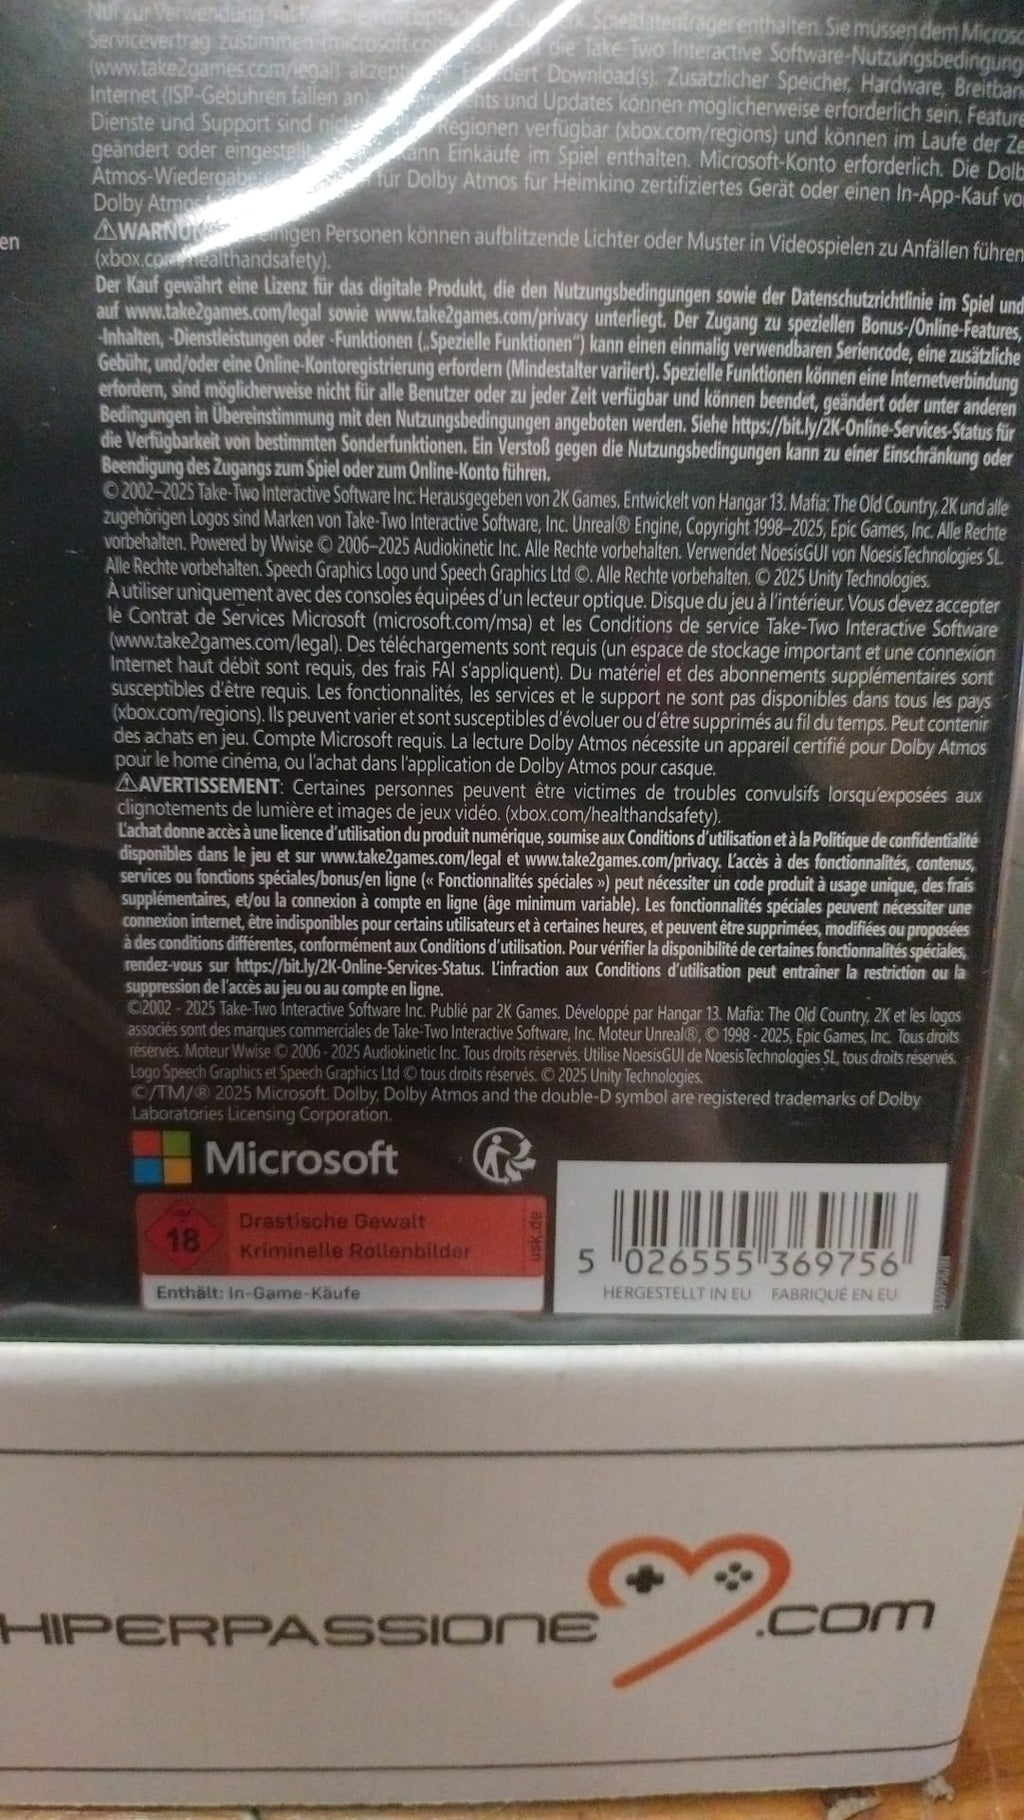 Nur zur Verwendung mit Spieldatenträger enthalten. Sie müssen dem
Servicevertrag zustimmen die Take-Two Interactive Software-Nutzungsbedingung
(www.take2games.com/legal) Download(s). Zusätzlicher Speicher, Hardware,
Internet (ISP-Gebühren fallen an), und Updates können möglicherweise erforderlich sein.
Dienste und Support sind Regionen verfügbar (xbox.com/regions) und können im Laufe der
geändert oder Einkäufe im Spiel enthalten. Microsoft-Konto erforderlich. Die
Atmos-Wiedergabe für Dolby Atmos für Heimkino zertifiziertes Gerät oder einen In-App-Kauf
Dolby
en
⚠WARNU einigen Personen können aufblitzende Lichter oder Muster in Videospielen zu Anfällen führen
(xbox.com/healthandsafety).
Der Kauf gewährt eine Lizenz für das digitale Produkt, die den Nutzungsbedingungen sowie der Datenschutzrichtlinie im Spiel und
auf www.take2games.com/legal sowie www.take2games.com/privacy unterliegt. Der Zugang zu speziellen Bonus-/Online-Features,
-Inhalten, -Dienstleistungen oder -Funktionen („Spezielle Funktionen“) kann einen einmalig verwendbaren Seriencode, eine zusätzliche
Gebühr, und/oder eine Online-Kontoregistrierung erfordern (Mindestalter variiert). Spezielle Funktionen können eine Internetverbindung
erfordern, sind möglicherweise nicht für alle Benutzer oder zu jeder Zeit verfügbar und können beendet, geändert oder unter anderen
Bedingungen in Übereinstimmung mit den Nutzungsbedingungen angeboten werden. Siehe https://bit.ly/2K-Online-Services-Status für
die Verfügbarkeit von bestimmten Sonderfunktionen. Ein Verstoß gegen die Nutzungsbedingungen kann zu einer Einschränkung oder
Beendigung des Zugangs zum Spiel oder zum Online-Konto führen.
© 2002–2025 Take-Two Interactive Software Inc. Herausgegeben von 2K Games. Entwickelt von Hangar 13. Mafia: The Old Country, 2K und alle
zugehörigen Logos sind Marken von Take-Two Interactive Software, Inc. Unreal® Engine, Copyright 1998–2025, Epic Games, Inc. Alle Rechte
vorbehalten. Powered by Wwise © 2006–2025 Audiokinetic Inc. Alle Rechte vorbehalten. Verwendet NoesisGUI von NoesisTechnologies SL.
Alle Rechte vorbehalten. Speech Graphics Logo und Speech Graphics Ltd ©. Alle Rechte vorbehalten. © 2025 Unity Technologies.
À utiliser uniquement avec des consoles équipées d'un lecteur optique. Disque du jeu à l'intérieur. Vous devez accepter
le Contrat de Services Microsoft (microsoft.com/msa) et les Conditions de service Take-Two Interactive Software
(www.take2games.com/legal). Des téléchargements sont requis (un espace de stockage important et une connexion
Internet haut débit sont requis, des frais FAI s'appliquent). Du matériel et des abonnements supplémentaires sont
susceptibles d'être requis. Les fonctionnalités, les services et le support ne sont pas disponibles dans tous les pays
(xbox.com/regions). Ils peuvent varier et sont susceptibles d'évoluer ou d'être supprimés au fil du temps. Peut contenir
des achats en jeu. Compte Microsoft requis. La lecture Dolby Atmos nécessite un appareil certifié pour Dolby Atmos
pour le home cinéma, ou l'achat dans l'application de Dolby Atmos pour casque.
⚠AVERTISSEMENT: Certaines personnes peuvent être victimes de troubles convulsifs lorsqu'exposées aux
clignotements de lumière et images de jeux vidéo. (xbox.com/healthandsafety).
L'achat donne accès à une licence d'utilisation du produit numérique, soumise aux Conditions d'utilisation et à la Politique de confidentialité
disponibles dans le jeu et sur www.take2games.com/legal et www.take2games.com/privacy. L'accès à des fonctionnalités, contenus,
services ou fonctions spéciales/bonus/en ligne (« Fonctionnalités spéciales ») peut nécessiter un code produit à usage unique, des frais
supplémentaires, et/ou la connexion à compte en ligne (âge minimum variable). Les fonctionnalités spéciales peuvent nécessiter une
connexion internet, être indisponibles pour certains utilisateurs et à certaines heures, et peuvent être supprimées, modifiées ou proposées
à des conditions différentes, conformément aux Conditions d'utilisation. Pour vérifier la disponibilité de certaines fonctionnalités spéciales,
rendez-vous sur https://bit.ly/2K-Online-Services-Status. L'infraction aux Conditions d'utilisation peut entraîner la restriction ou la
suppression de l'accès au jeu ou au compte en ligne.
©2002 - 2025 Take-Two Interactive Software Inc. Publié par 2K Games. Développé par Hangar 13. Mafia: The Old Country, 2K et les logos
associés sont des marques commerciales de Take-Two Interactive Software, Inc. Moteur Unreal®, © 1998 - 2025, Epic Games, Inc. Tous droits
réservés. Moteur Wwise © 2006 - 2025 Audiokinetic Inc. Tous droits réservés. Utilise NoesisGUI de NoesisTechnologies SL, tous droits réservés.
Logo Speech Graphics et Speech Graphics Ltd © tous droits réservés. © 2025 Unity Technologies.
©/TM/® 2025 Microsoft. Dolby, Dolby Atmos and the double-D symbol are registered trademarks of Dolby
Laboratories Licensing Corporation.
Microsoft
18
Drastische Gewalt
Kriminelle Rollenbilder
usk.de
Enthält: In-Game-Käufe
5 026555 369756
HERGESTELLT IN EU FABRIQUÉ EN EU
HIPERPASSIONE.COM